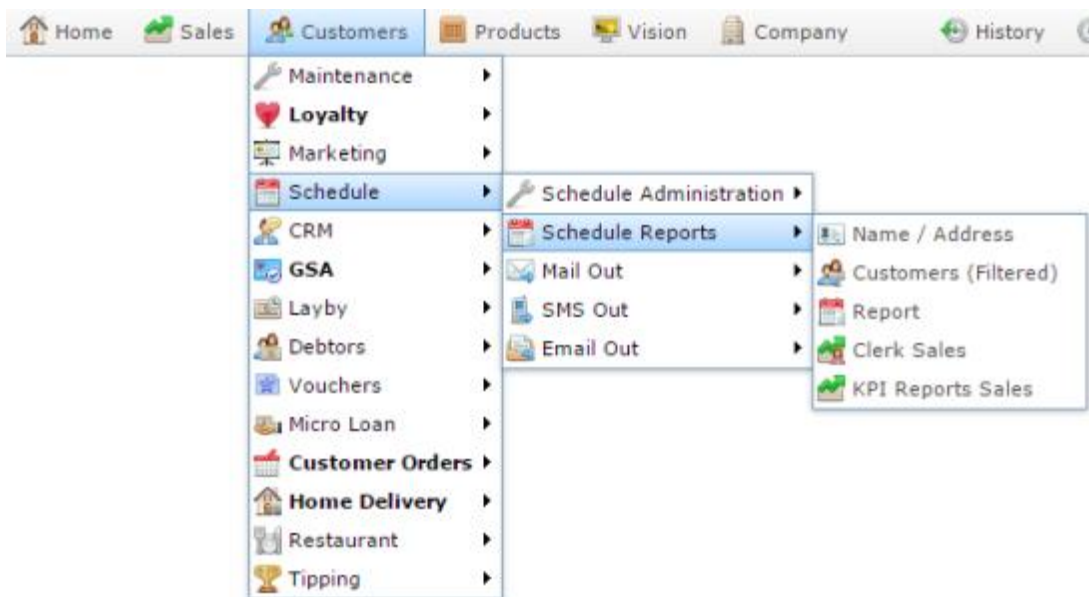 Home Sales Customers Products Vision Company History
Maintenance
Loyalty
Marketing
Schedule
Schedule Administration
CRM
Schedule Reports
Name / Address
GSA
Mail Out
Customers (Filtered)
Layby
SMS Out
Report
Debtors
Email Out
Clerk Sales
Vouchers
KPI Reports Sales
Micro Loan
Customer Orders
Home Delivery
Restaurant
Tipping